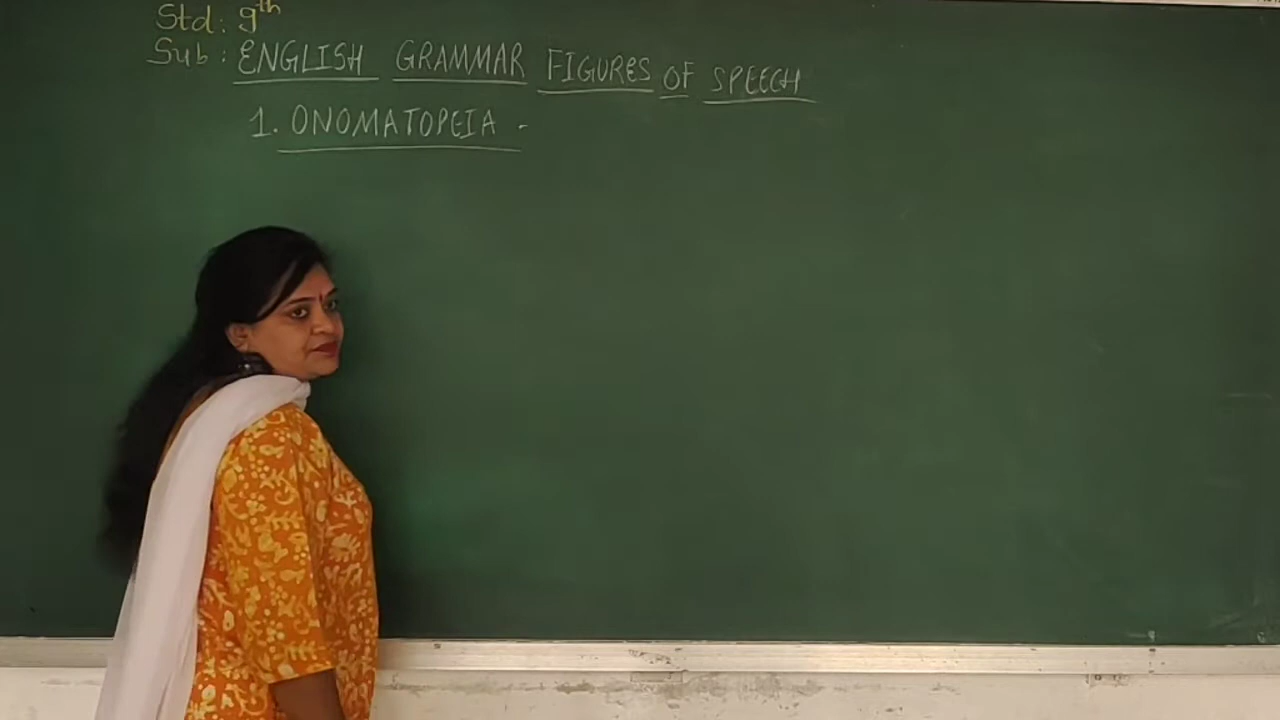 Std: 9th
Sub: ENGLISH GRAMMAR FIGURES OF SPEECH
1. ONOMATOPEIA -